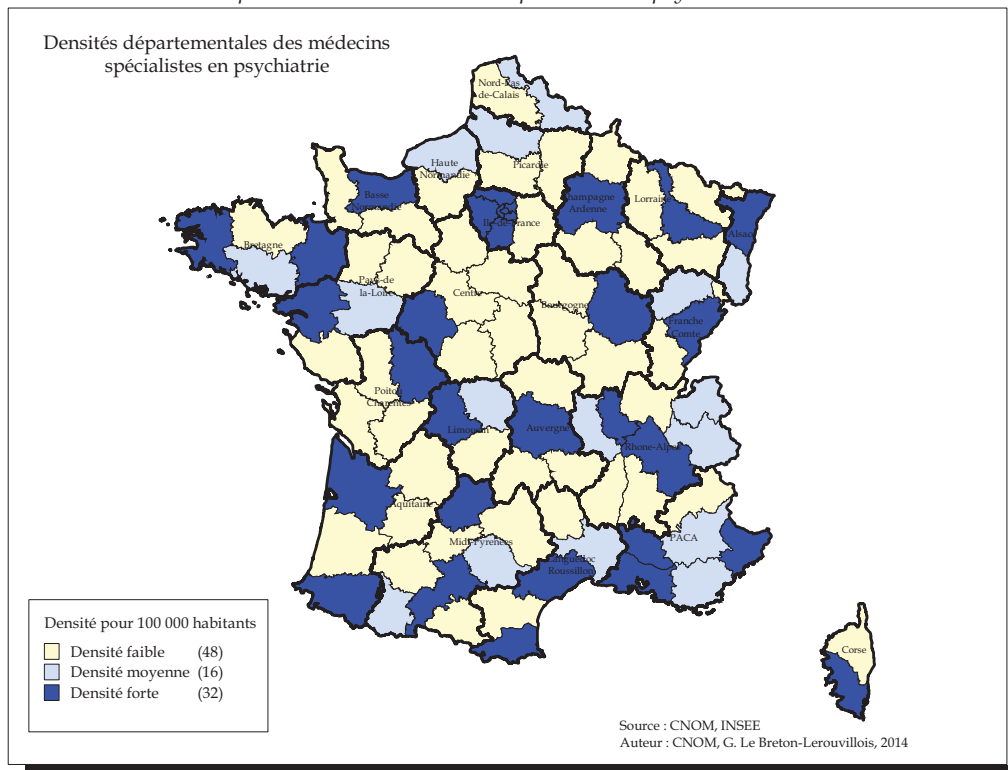 Densités départementales des médecins
spécialistes en psychiatrie
Nord-Pas
de-Calais
Haute
Normandie
Picardie
Basse
Normandie
Ile-de-France
Champagne
Ardenne
Lorraine
Alsace
Bretagne
Pays-de
la-Loire
Centre
Bourgogne
Franche
Comte
Poitou
Charentes
Limousin
Auvergne
Rhone-Alpes
Aquitaine
Midi-Pyrenees
Languedoc
Roussillon
PACA
Corse
Densité pour 100 000 habitants
Densité faible (48)
Densité moyenne (16)
Densité forte (32)
Source : CNOM, INSEE
Auteur : CNOM, G. Le Breton-Lerouvillois, 2014